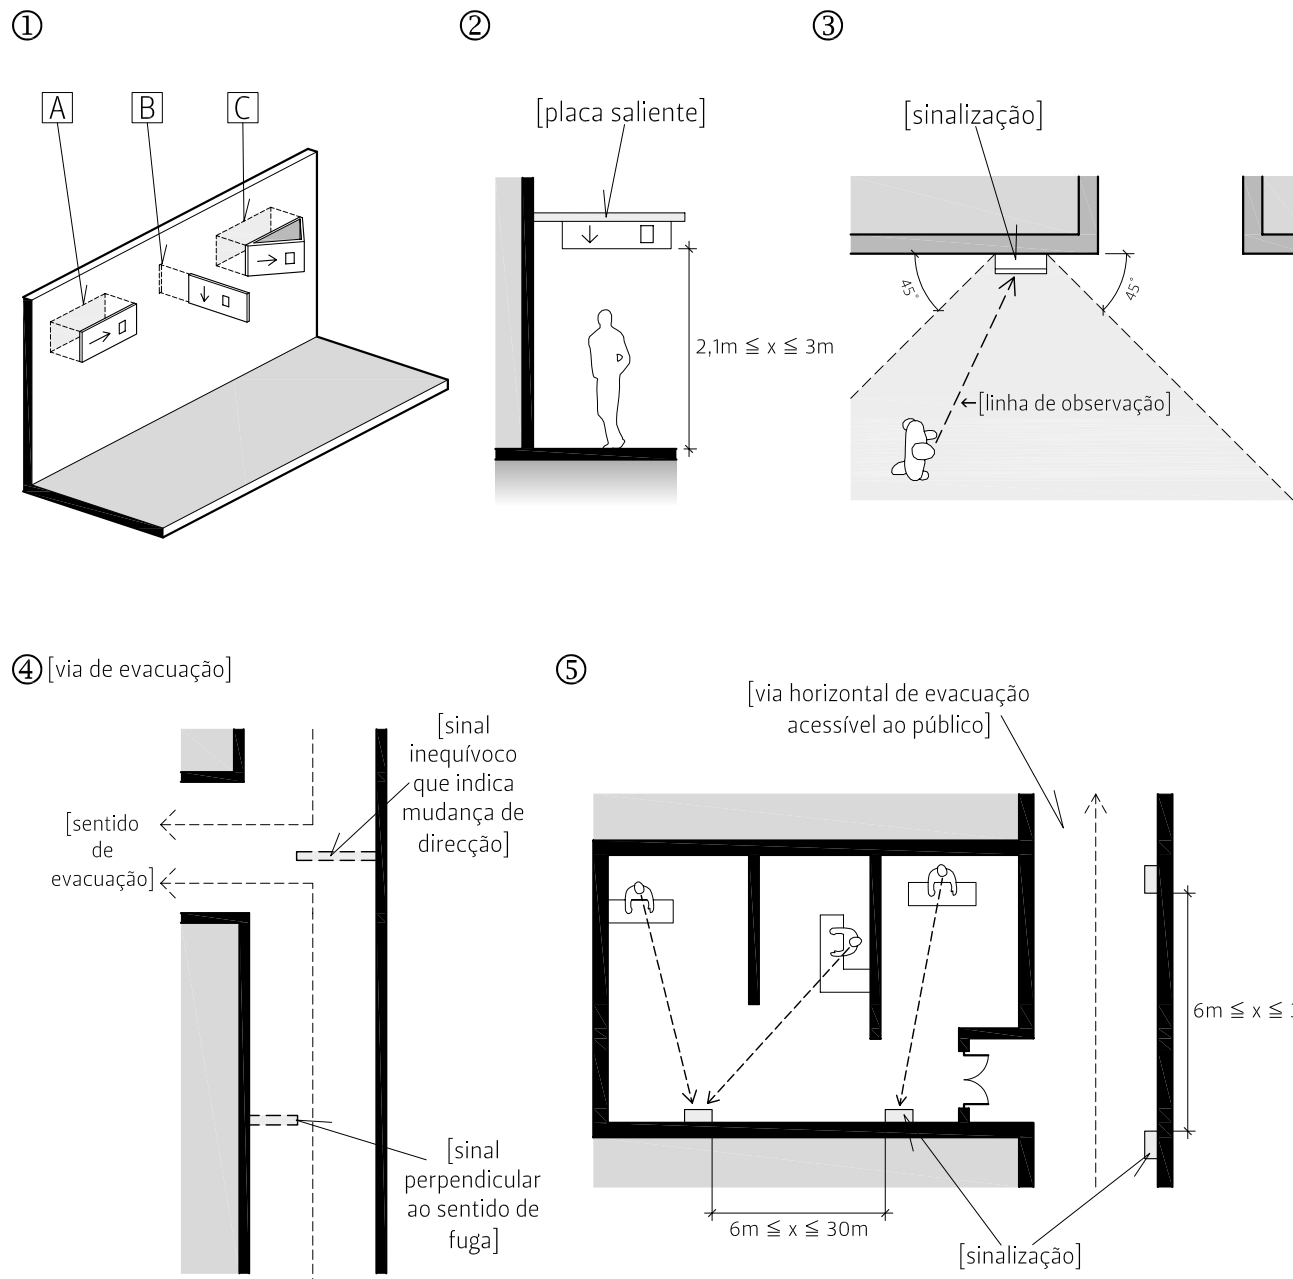 ①
②
③
A
B
C
[placa saliente]
[sinalização]
45°
45°
2,1m ≦ x ≦ 3m
[linha de observação]
④ [via de evacuação]
⑤
[sinal
inequívoco
que indica
mudança de
direcção]
[sentido
de
evacuação]
[sinal
perpendicular
ao sentido de
fuga]
[via horizontal de evacuação
acessível ao público]
6m ≦ x ≦
6m ≦ x ≦ 30m
[sinalização]